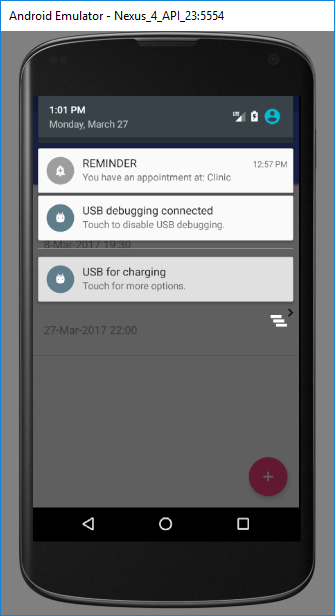 Android Emulator - Nexus_4_API_23:5554
1:01 PM
Monday, March 27
REMINDER 12:57 PM
You have an appointment at: Clinic
USB debugging connected
Touch to disable USB debugging.
8-Mar-2017 19:30
USB for charging
Touch for more options.
27-Mar-2017 22:00